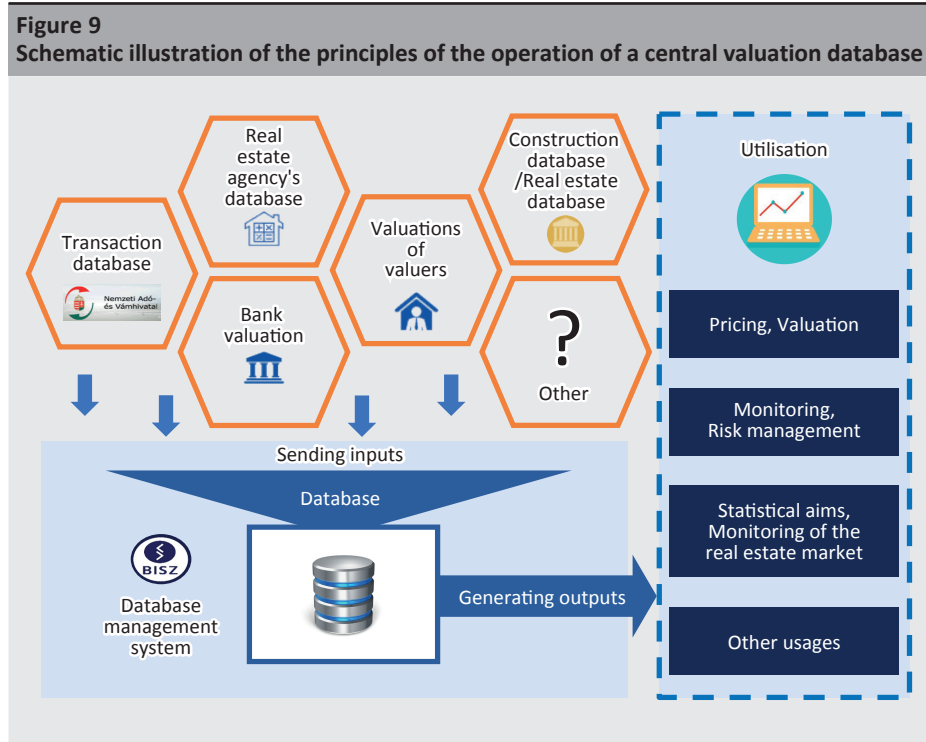 Figure 9
Schematic illustration of the principles of the operation of a central valuation database
Real
estate
agency's
database
Construction
database
/Real estate
database
Utilisation
Transaction
database
Nemzeti Adó-
és Vámhivatal
Valuations
of
valuers
Bank
valuation
?
Other
Pricing, Valuation
Monitoring,
Risk management
Sending inputs
Database
Statistical aims,
Monitoring of the
real estate market
BISZ
Database
management
system
Generating outputs
Other usages